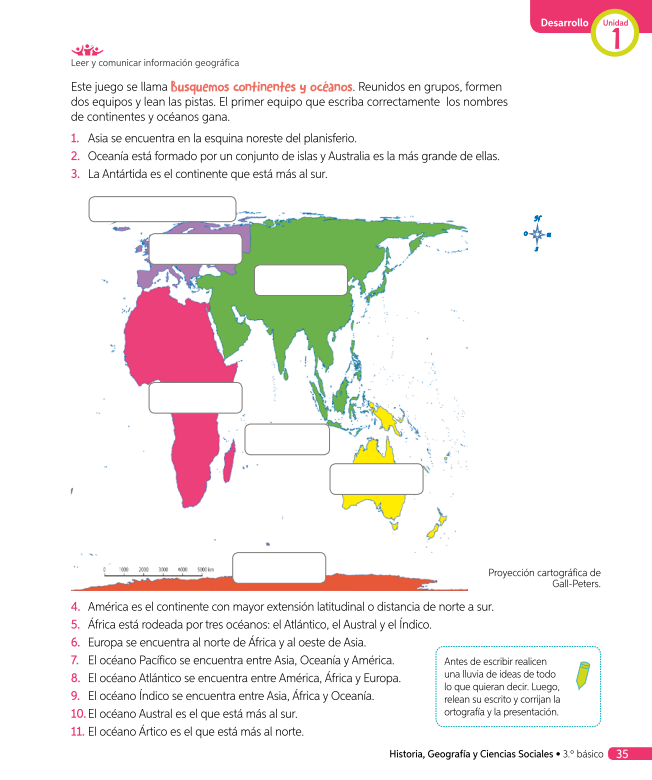 Desarrollo
Unidad
1
Leer y comunicar información geográfica
Este juego se llama Busquemos continentes y océanos. Reunidos en grupos, formen
dos equipos y lean las pistas. El primer equipo que escriba correctamente los nombres
de continentes y océanos gana.
1. Asia se encuentra en la esquina noreste del planisferio.
2. Oceanía está formado por un conjunto de islas y Australia es la más grande de ellas.
3. La Antártida es el continente que está más al sur.
0 1000 2000 3000 4000 5000 km
Proyección cartográfica de
Gall-Peters.
4. América es el continente con mayor extensión latitudinal o distancia de norte a sur.
5. África está rodeada por tres océanos: el Atlántico, el Austral y el Índico.
6. Europa se encuentra al norte de África y al oeste de Asia.
7. El océano Pacífico se encuentra entre Asia, Oceanía y América.
8. El océano Atlántico se encuentra entre América, África y Europa.
9. El océano Índico se encuentra entre Asia, África y Oceanía.
10. El océano Austral es el que está más al sur.
11. El océano Ártico es el que está más al norte.
Antes de escribir realicen
una lluvia de ideas de todo
lo que quieran decir. Luego,
relean su escrito y corrijan la
ortografía y la presentación.
Historia, Geografía y Ciencias Sociales • 3.º básico 35